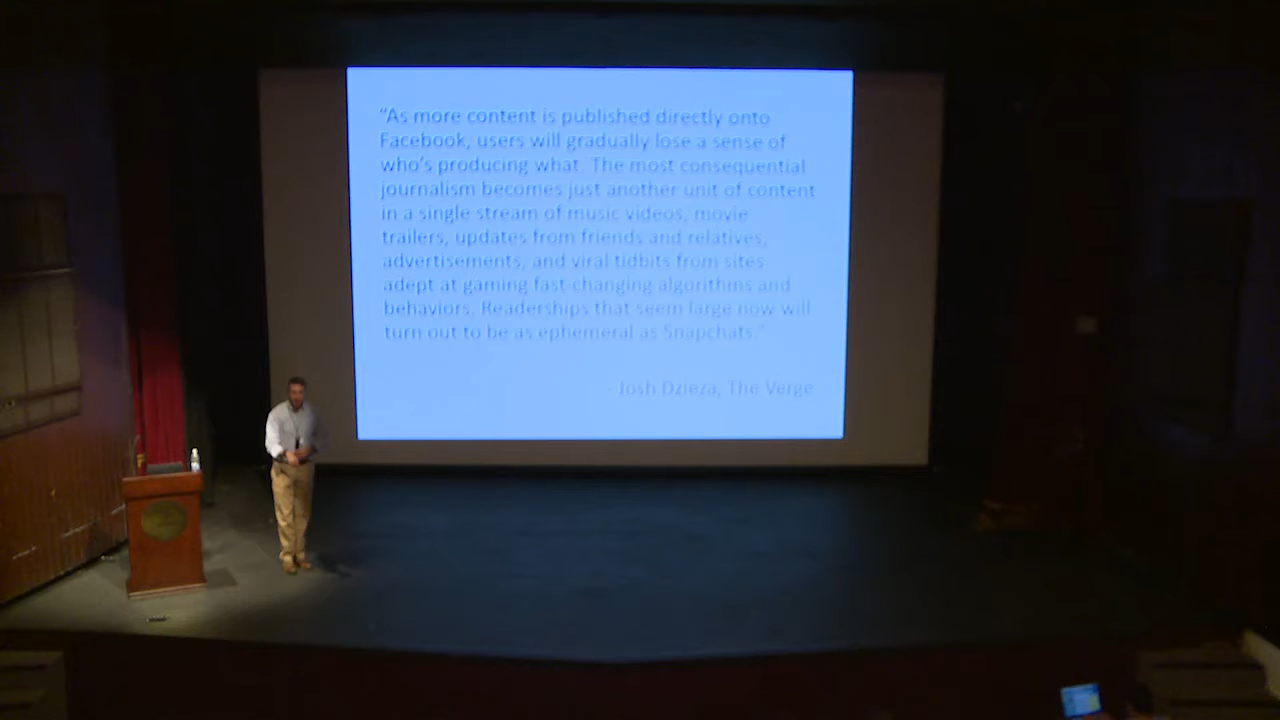 “As more content is published directly onto
Facebook, users will gradually lose a sense of
who's producing what. The most consequential
journalism becomes just another unit of content
in a single stream of music videos, movie
trailers, updates from friends and relatives,
advertisements, and viral tidbits from sites
adept at gaming fast-changing algorithms and
behaviors. Readerships that seem large now will
turn out to be as ephemeral as Snapchats.”
- Josh Dzieza, The Verge